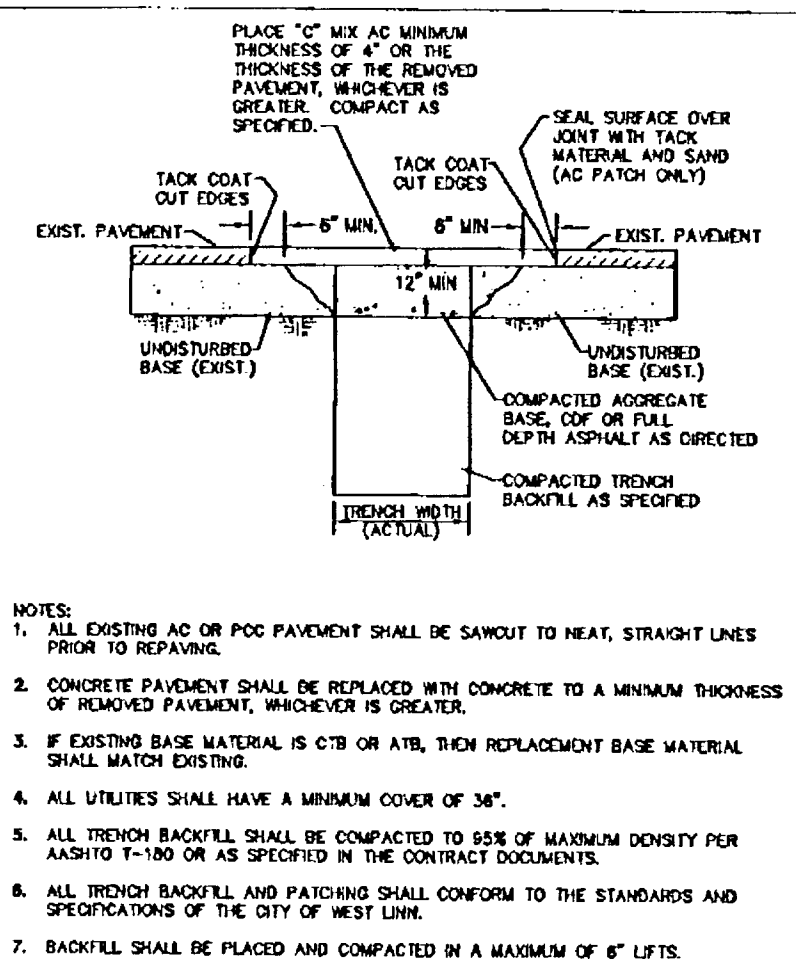 PLACE "C" MIX AC MINIMUM
THICKNESS OF 4" OR THE
THICKNESS OF THE REMOVED
PAVEMENT, WHICHEVER IS
GREATER. COMPACT AS
SPECIFIED.
SEAL SURFACE OVER
JOINT WITH TACK
MATERIAL AND SAND
(AC PATCH ONLY)
TACK COAT
CUT EDGES
TACK COAT
CUT EDGES
EXIST. PAVEMENT
6" MIN.
6" MIN
EXIST. PAVEMENT
12" MIN
UNDISTURBED
BASE (EXIST.)
UNDISTURBED
BASE (EXIST.)
COMPACTED AGGREGATE
BASE, CDF OR FULL
DEPTH ASPHALT AS DIRECTED
COMPACTED TRENCH
BACKFILL AS SPECIFIED
TRENCH WIDTH
(ACTUAL)
NOTES:
1. ALL EXISTING AC OR PCC PAVEMENT SHALL BE SAWCUT TO NEAT, STRAIGHT LINES
PRIOR TO REPAVING.
2. CONCRETE PAVEMENT SHALL BE REPLACED WITH CONCRETE TO A MINIMUM THICKNESS
OF REMOVED PAVEMENT, WHICHEVER IS GREATER.
3. IF EXISTING BASE MATERIAL IS CTB OR ATB, THEN REPLACEMENT BASE MATERIAL
SHALL MATCH EXISTING.
4. ALL UTILITIES SHALL HAVE A MINIMUM COVER OF 36".
5. ALL TRENCH BACKFILL SHALL BE COMPACTED TO 95% OF MAXIMUM DENSITY PER
AASHTO T-180 OR AS SPECIFIED IN THE CONTRACT DOCUMENTS.
6. ALL TRENCH BACKFILL AND PATCHING SHALL CONFORM TO THE STANDARDS AND
SPECIFICATIONS OF THE CITY OF WEST LINN.
7. BACKFILL SHALL BE PLACED AND COMPACTED IN A MAXIMUM OF 6" LIFTS.